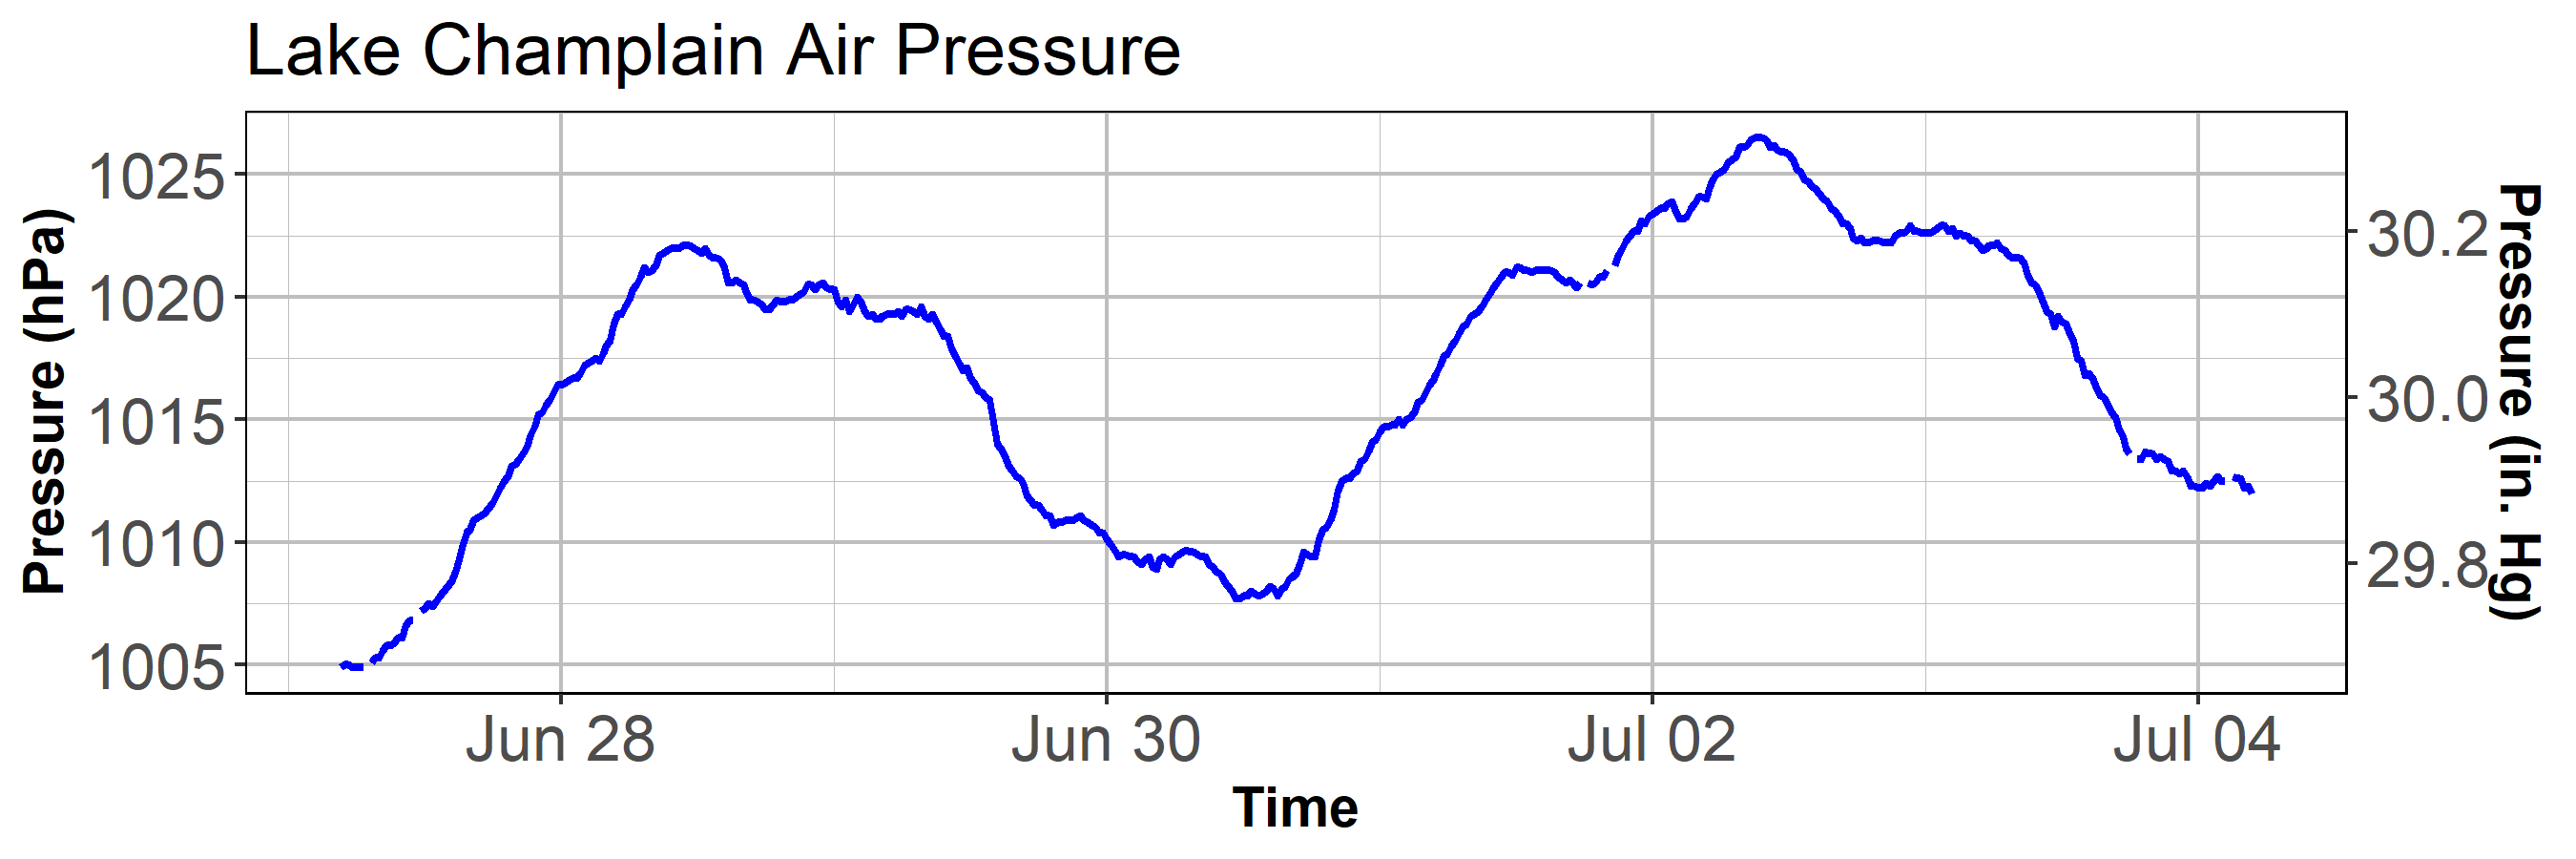 Lake Champlain Air Pressure
Pressure (hPa)
1025
1020
1015
1010
1005
30.2
30.0
29.8
Pressure (in. Hg)
Jun 28 Jun 30 Jul 02 Jul 04
Time